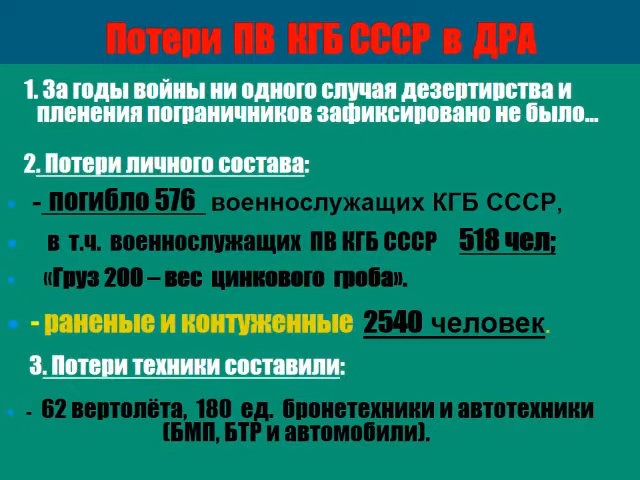 Потери ПВ КГБ СССР в ДРА
1. За годы войны ни одного случая дезертирства и
пленения пограничников зафиксировано не было...
2. Потери личного состава:
- погибло 576 военнослужащих КГБ СССР,
в т.ч. военнослужащих ПВ КГБ СССР 518 чел;
«Груз 200 – вес цинкового гроба».
- раненые и контуженные 2540 человек.
3. Потери техники составили:
- 62 вертолёта, 180 ед. бронетехники и автотехники
(БМП, БТР и автомобили).